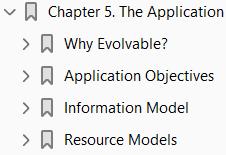 Chapter 5. The Application
Why Evolvable?
Application Objectives
Information Model
Resource Models